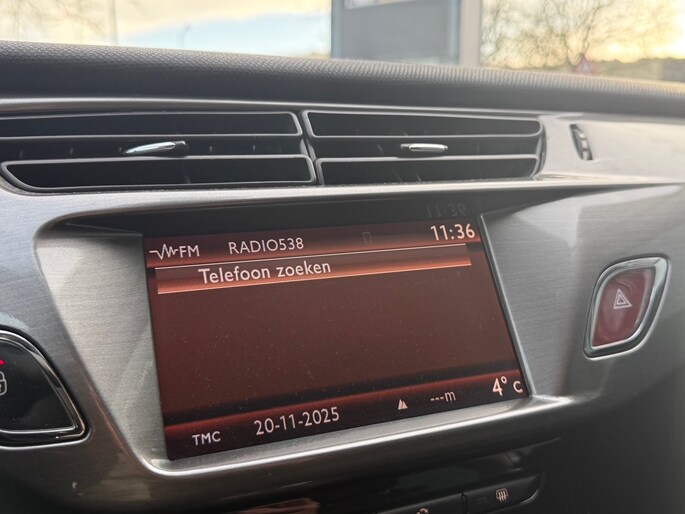 FM RADIO538 11:36
Telefoon zoeken
TMC 20-11-2025 ---m 4° C